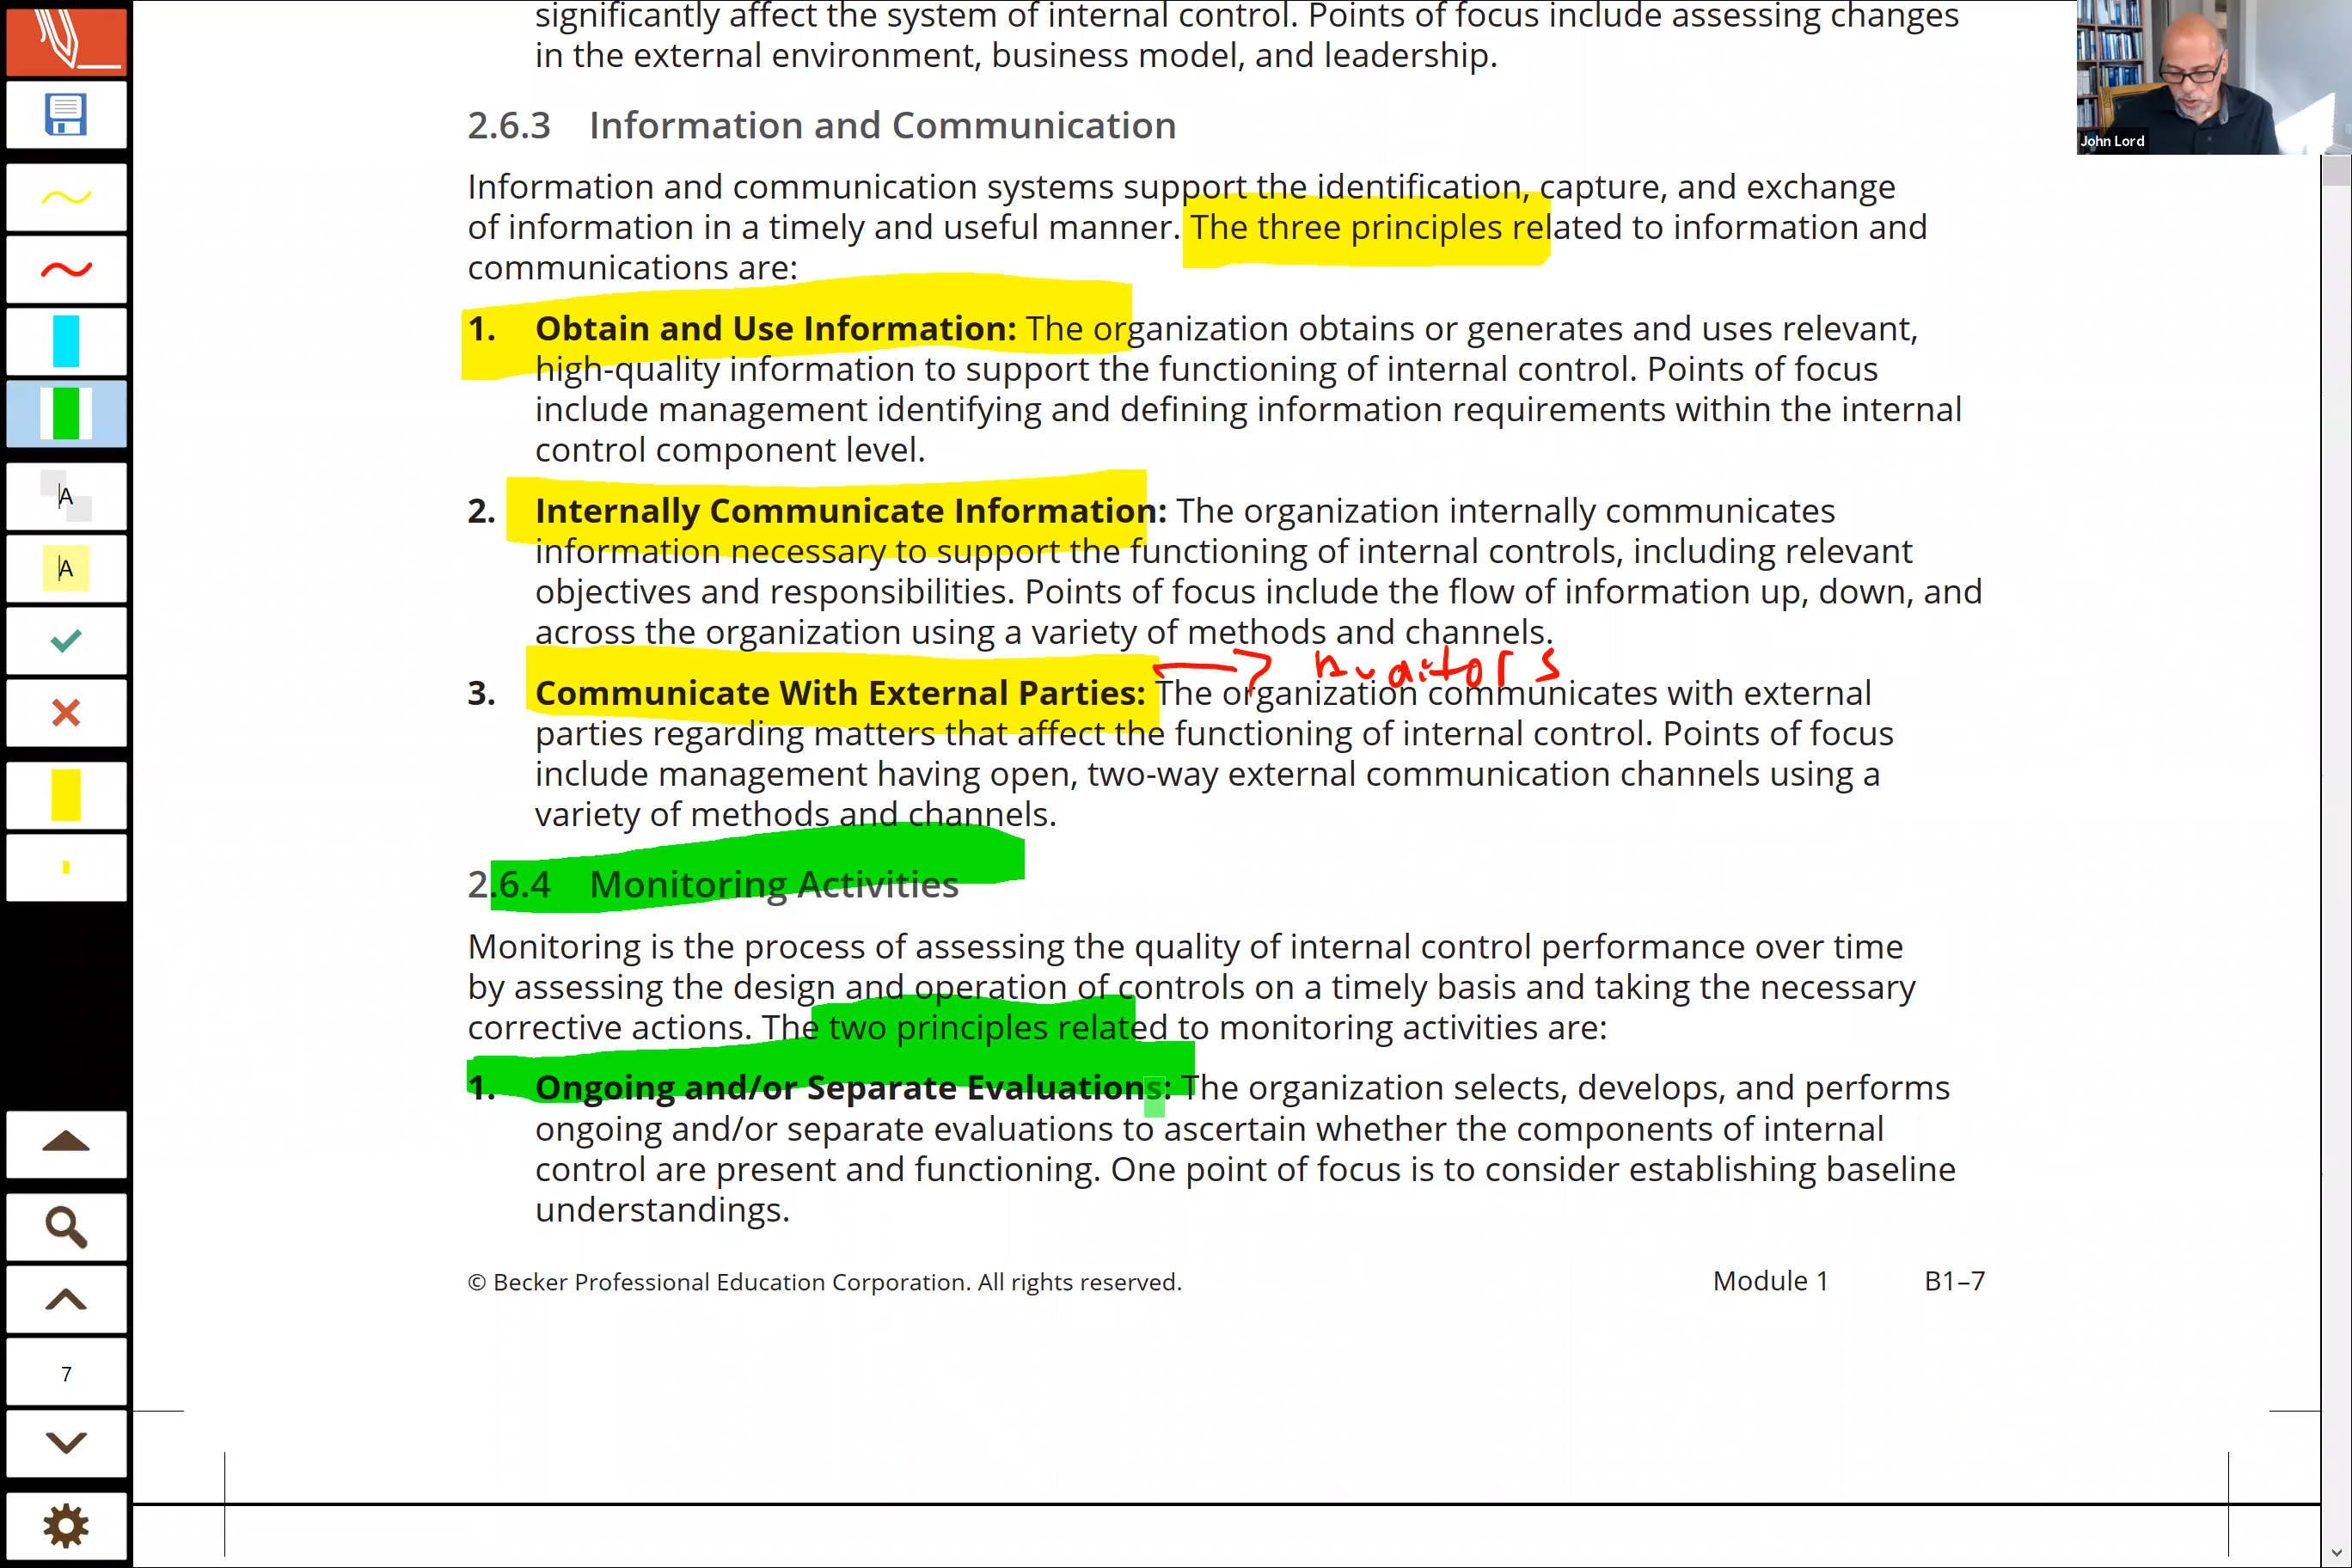 significantly affect the system of internal control. Points of focus include assessing changes
in the external environment, business model, and leadership.
John Lord
2.6.3 Information and Communication
Information and communication systems support the identification, capture, and exchange
of information in a timely and useful manner. The three principles related to information and
communications are:
1. Obtain and Use Information: The organization obtains or generates and uses relevant,
high-quality information to support the functioning of internal control. Points of focus
include management identifying and defining information requirements within the internal
control component level.
2. Internally Communicate Information: The organization internally communicates
information necessary to support the functioning of internal controls, including relevant
objectives and responsibilities. Points of focus include the flow of information up, down, and
across the organization using a variety of methods and channels.
Auditors
3. Communicate With External Parties: The organization communicates with external
parties regarding matters that affect the functioning of internal control. Points of focus
include management having open, two-way external communication channels using a
variety of methods and channels.
2.6.4 Monitoring Activities
Monitoring is the process of assessing the quality of internal control performance over time
by assessing the design and operation of controls on a timely basis and taking the necessary
corrective actions. The two principles related to monitoring activities are:
1. Ongoing and/or Separate Evaluations: The organization selects, develops, and performs
ongoing and/or separate evaluations to ascertain whether the components of internal
control are present and functioning. One point of focus is to consider establishing baseline
understandings.
© Becker Professional Education Corporation. All rights reserved.
Module 1 B1–7
A
A
7